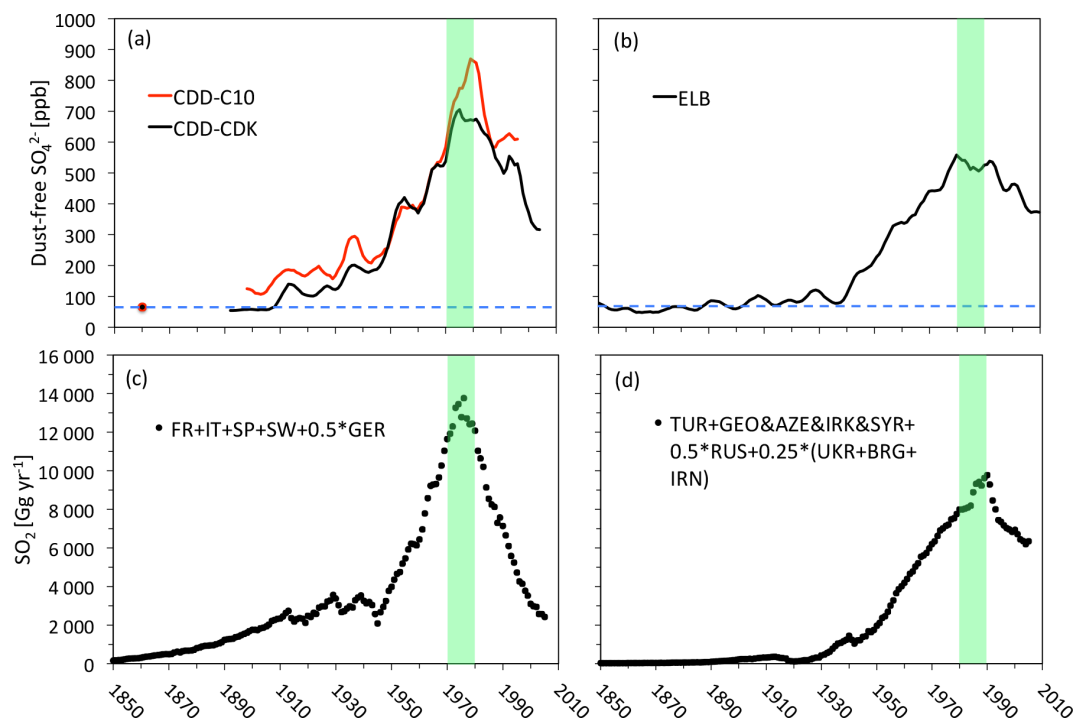 1000
900
800
700
600
500
400
300
200
100
0
Dust-free SO₄²⁻ [ppb]
(a)
CDD-C10
CDD-CDK
(b)
ELB
16 000
14 000
12 000
10 000
8 000
6 000
4 000
2 000
0
SO₂ [Gg yr⁻¹]
(c)
FR+IT+SP+SW+0.5*GER
(d)
TUR+GEO&AZE&IRK&SYR+
0.5*RUS+0.25*(UKR+BRG+
IRN)
1850 1870 1890 1910 1930 1950 1970 1990 2010
1850 1870 1890 1910 1930 1950 1970 1990 2010